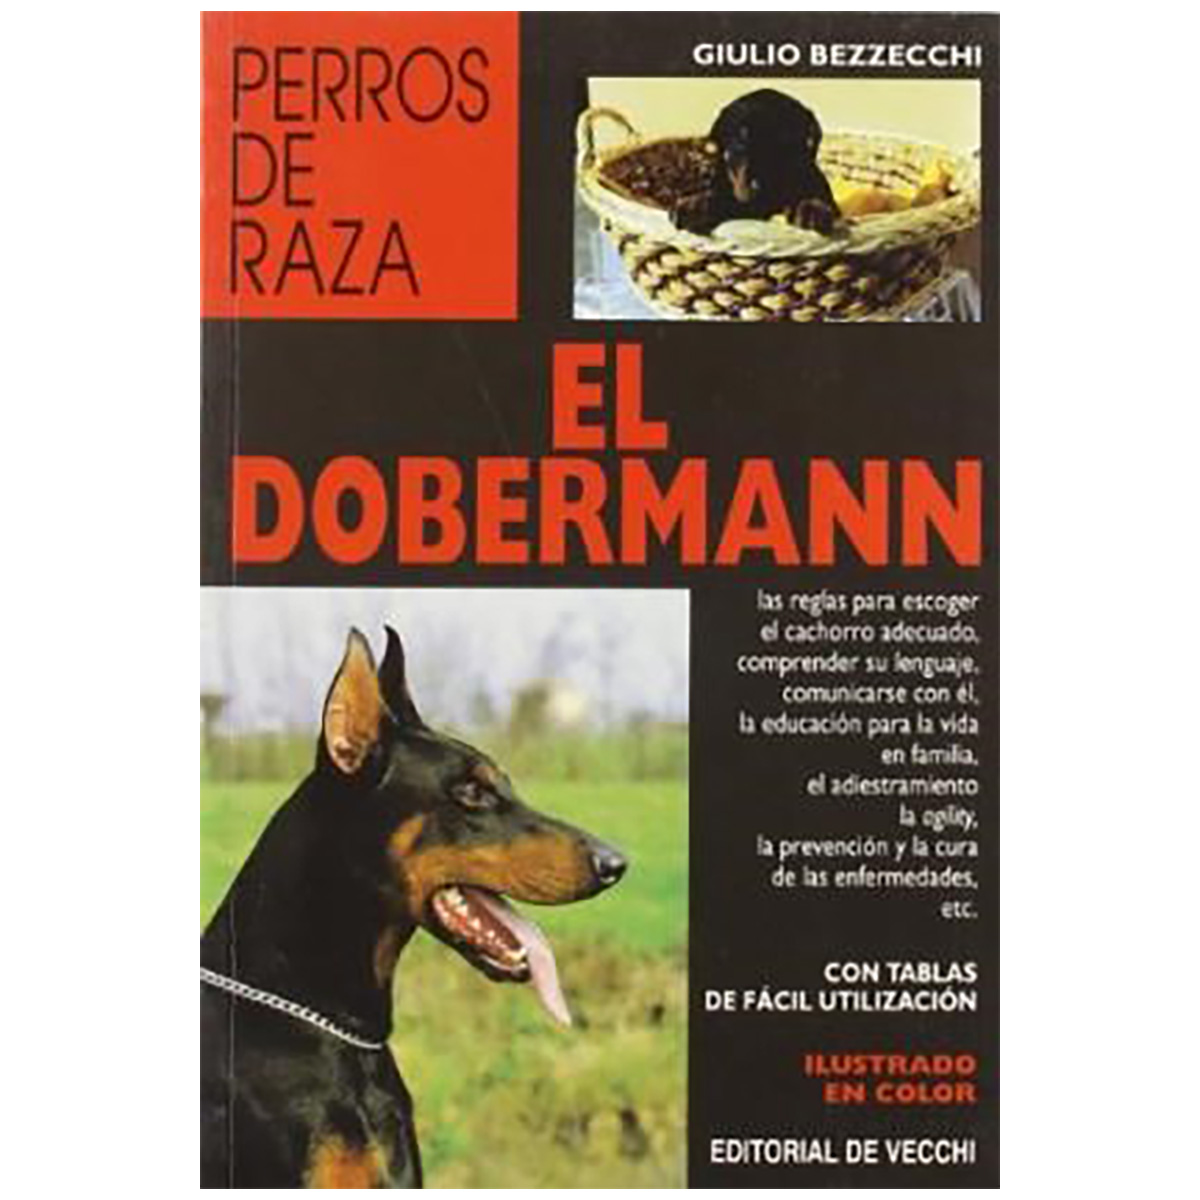 PERROS
DE
RAZA
GIULIO BEZZECCHI
EL
DOBERMANN
las reglas para escoger
el cachorro adecuado,
comprender su lenguaje,
comunicarse con él,
la educación para la vida
en familia,
el adiestramiento
la agility,
la prevención y la cura
de las enfermedades,
etc.
CON TABLAS
DE FÁCIL UTILIZACIÓN
ILUSTRADO
EN COLOR
EDITORIAL DE VECCHI